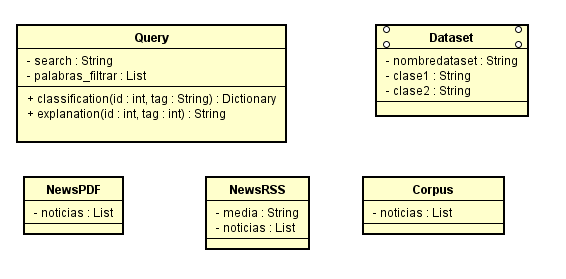 Query
- search : String
- palabras_filtrar : List
+ classification(id : int, tag : String) : Dictionary
+ explanation(id : int, tag : int) : String
Dataset
- nombredataset : String
- clase1 : String
- clase2 : String
NewsPDF
- noticias : List
NewsRSS
- media : String
- noticias : List
Corpus
- noticias : List